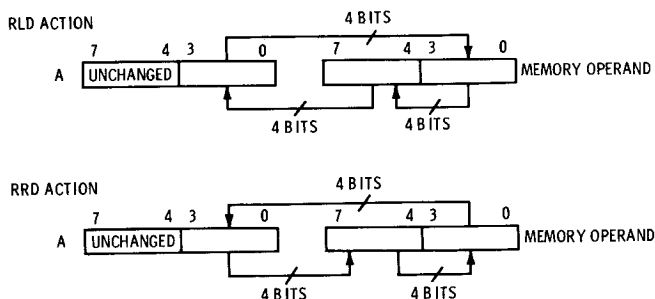 RLD ACTION
4 BITS
7 4 3 0 7 4 3 0
A UNCHANGED MEMORY OPERAND
4 BITS 4 BITS
RRD ACTION
4 BITS
7 4 3 0 7 4 3 0
A UNCHANGED MEMORY OPERAND
4 BITS 4 BITS